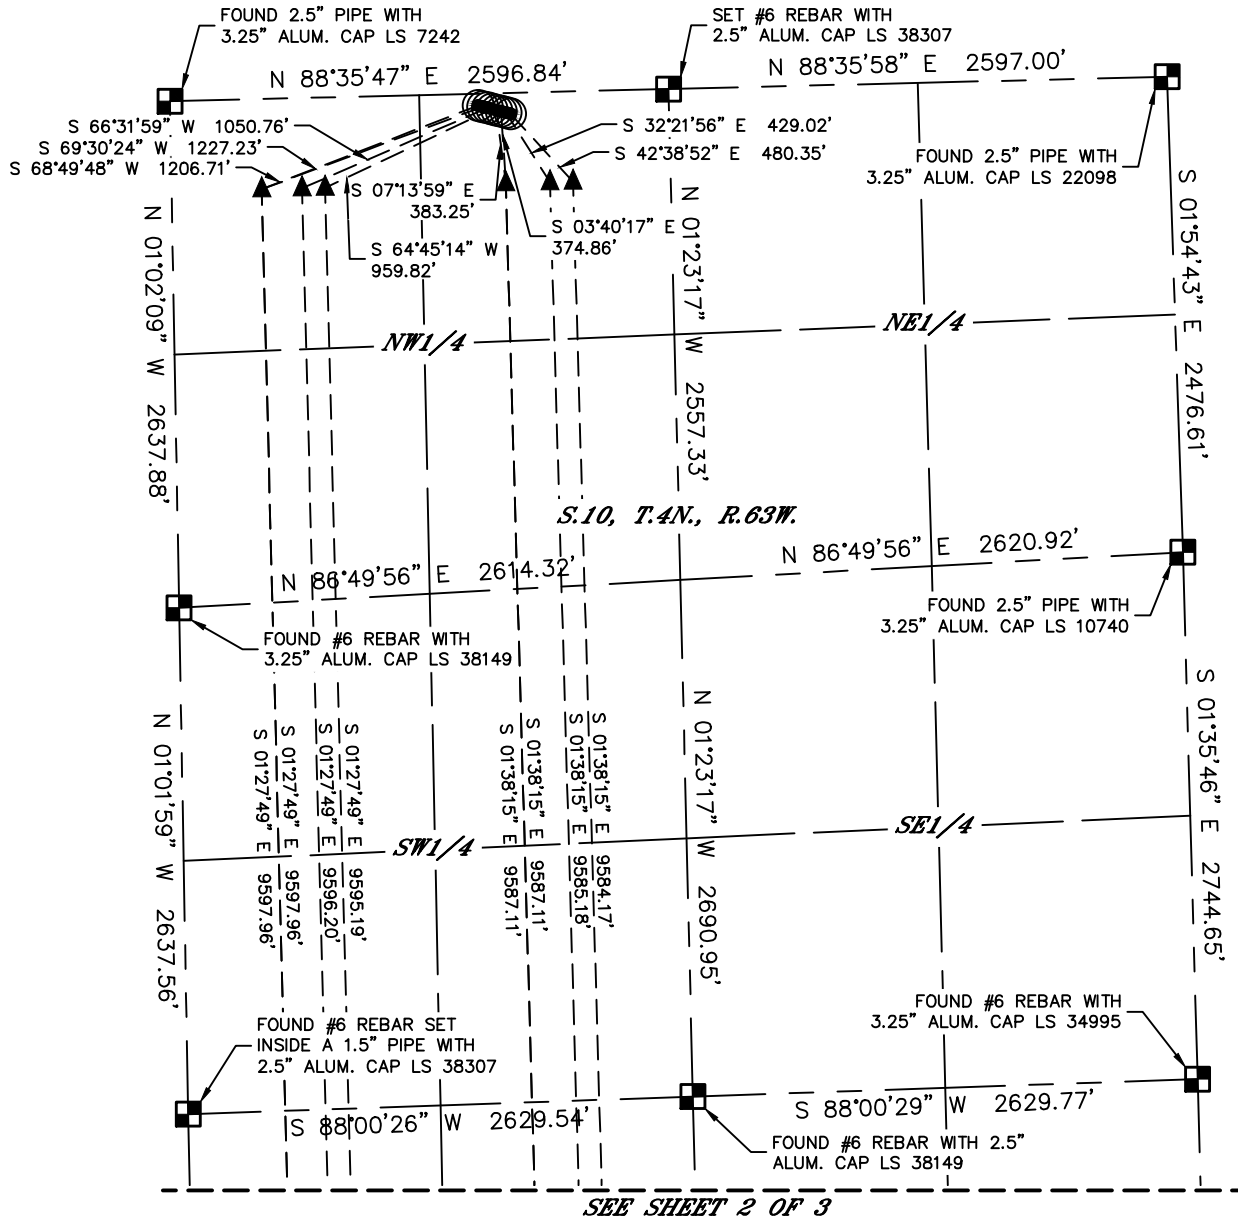 FOUND 2.5" PIPE WITH
3.25" ALUM. CAP LS 7242
SET #6 REBAR WITH
2.5" ALUM. CAP LS 38307
N 88°35'47" E 2596.84'
N 88°35'58" E 2597.00'
S 66°31'59" W 1050.76'
S 69°30'24" W 1227.23'
S 68°49'48" W 1206.71'
S 32°21'56" E 429.02'
S 42°38'52" E 480.35'
FOUND 2.5" PIPE WITH
3.25" ALUM. CAP LS 22098
S 07°13'59" E
383.25'
S 03°40'17" E
374.86'
S 64°45'14" W
959.82'
N 01°02'09" W 2637.88'
N 01°23'17" W 2557.33'
S 01°54'43" E 2476.61'
NW1/4
NE1/4
S.10, T.4N., R.63W.
N 86°49'56" E 2614.32'
N 86°49'56" E 2620.92'
FOUND 2.5" PIPE WITH
3.25" ALUM. CAP LS 10740
FOUND #6 REBAR WITH
3.25" ALUM. CAP LS 38149
N 01°01'59" W 2637.56'
S 01°27'49" E 9597.96'
S 01°27'49" E 9597.96'
S 01°27'49" E 9596.20'
S 01°27'49" E 9595.19'
S 01°38'15" E 9587.11'
S 01°38'15" E 9587.11'
S 01°38'15" E 9585.18'
S 01°38'15" E 9584.17'
N 01°23'17" W 2690.95'
S 01°35'46" E 2744.65'
SW1/4
SE1/4
FOUND #6 REBAR WITH
3.25" ALUM. CAP LS 34995
FOUND #6 REBAR SET
INSIDE A 1.5" PIPE WITH
2.5" ALUM. CAP LS 38307
S 88°00'26" W 2629.54'
S 88°00'29" W 2629.77'
FOUND #6 REBAR WITH 2.5"
ALUM. CAP LS 38149
SEE SHEET 2 OF 3